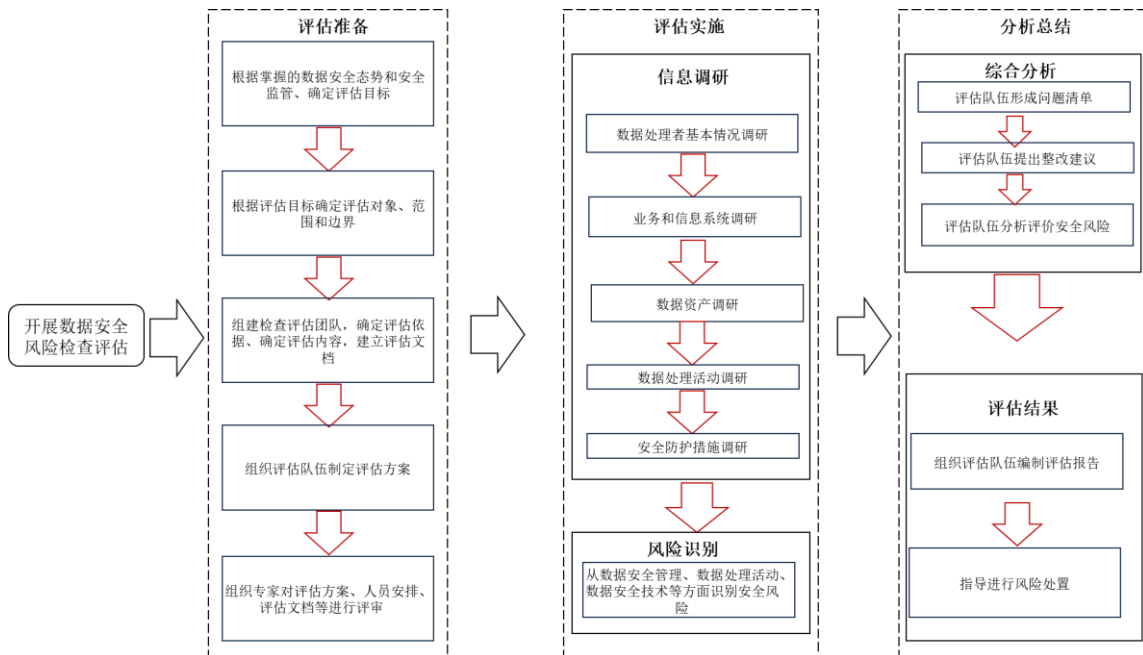 开展数据安全
风险检查评估
评估准备
根据掌握的数据安全态势和安全
监管、确定评估目标
根据评估目标确定评估对象、范
围和边界
组建检查评估团队，确定评估依
据、确定评估内容，建立评估文
档
组织评估队伍制定评估方案
组织专家对评估方案、人员安排、
评估文档等进行评审
评估实施
信息调研
数据处理者基本情况调研
业务和信息系统调研
数据资产调研
数据处理活动调研
安全防护措施调研
风险识别
从数据安全管理、数据处理活动、
数据安全技术等方面识别安全风
险
分析总结
综合分析
评估队伍形成问题清单
评估队伍提出整改建议
评估队伍分析评价安全风险
评估结果
组织评估队伍编制评估报告
指导进行风险处置